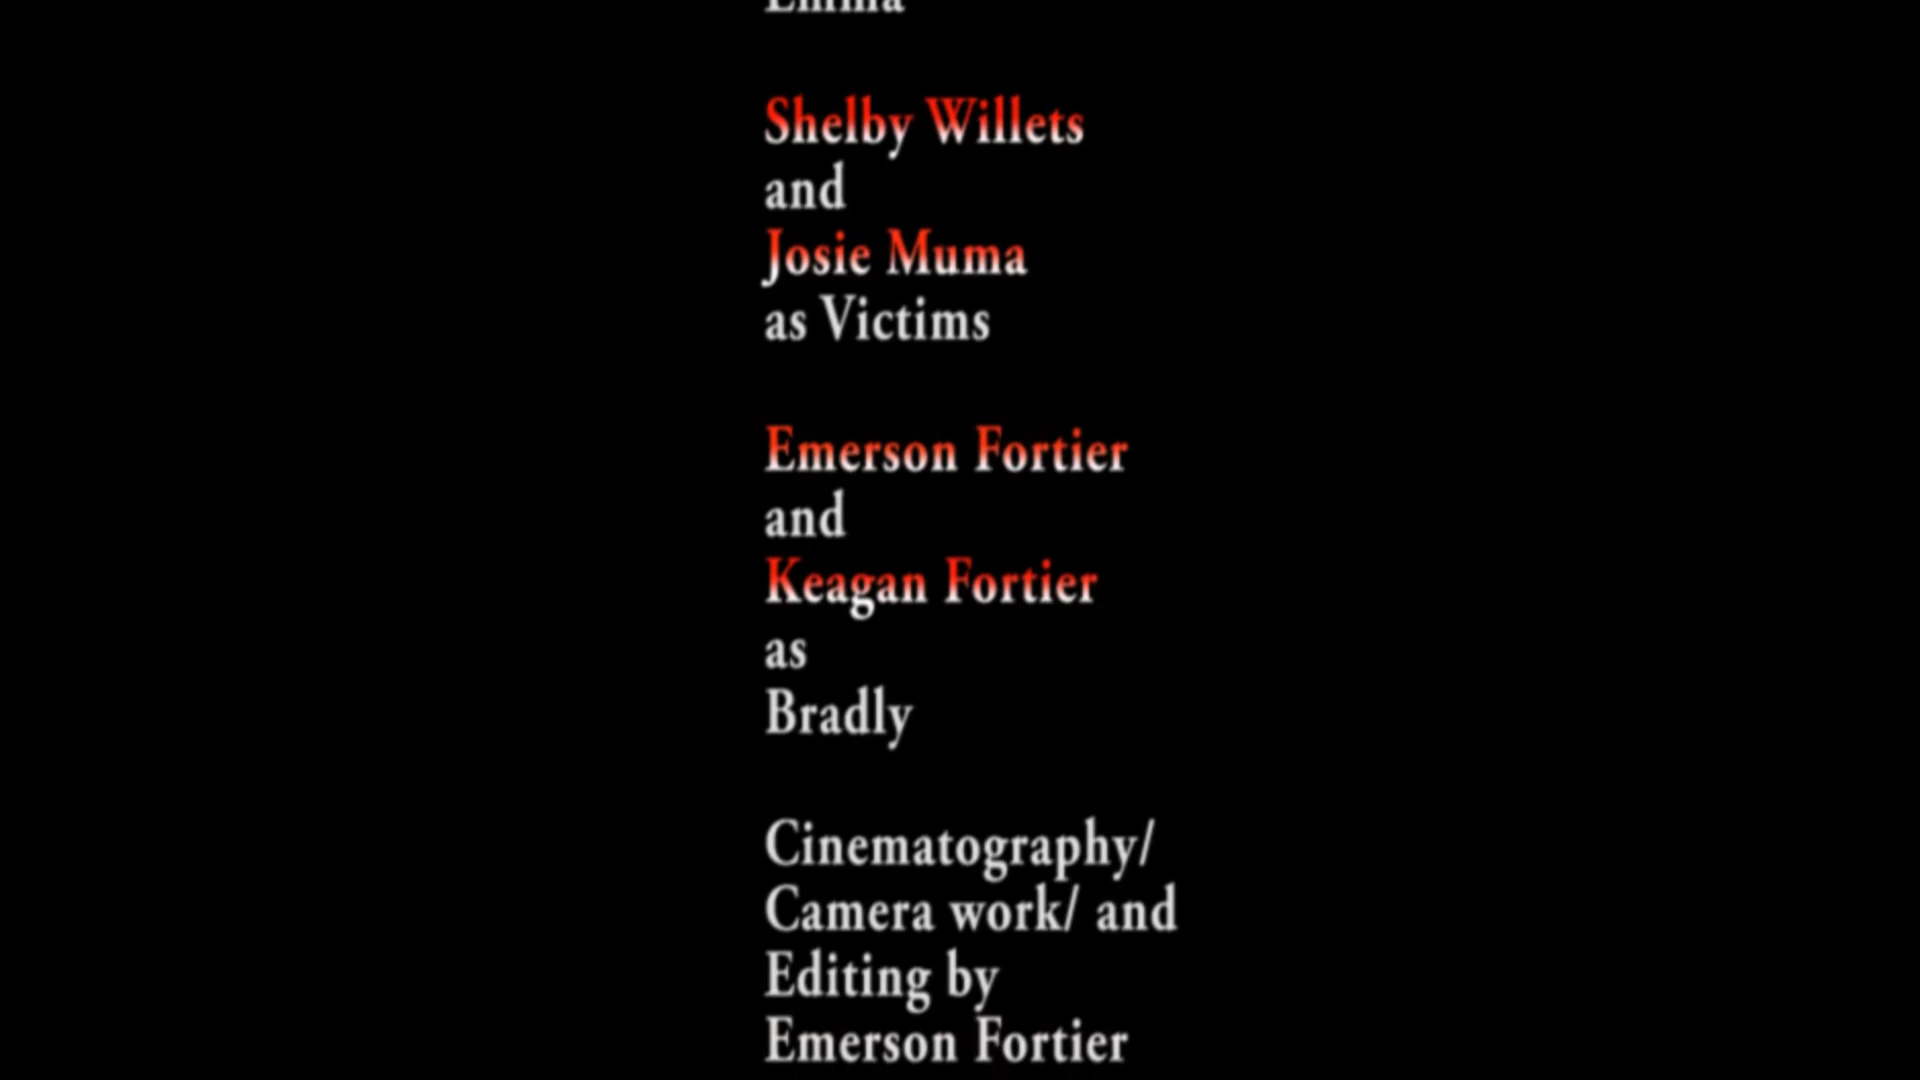 Emma
Shelby Willets
and
Josie Muma
as Victims
Emerson Fortier
and
Keagan Fortier
as
Bradly
Cinematography/
Camera work/ and
Editing by
Emerson Fortier